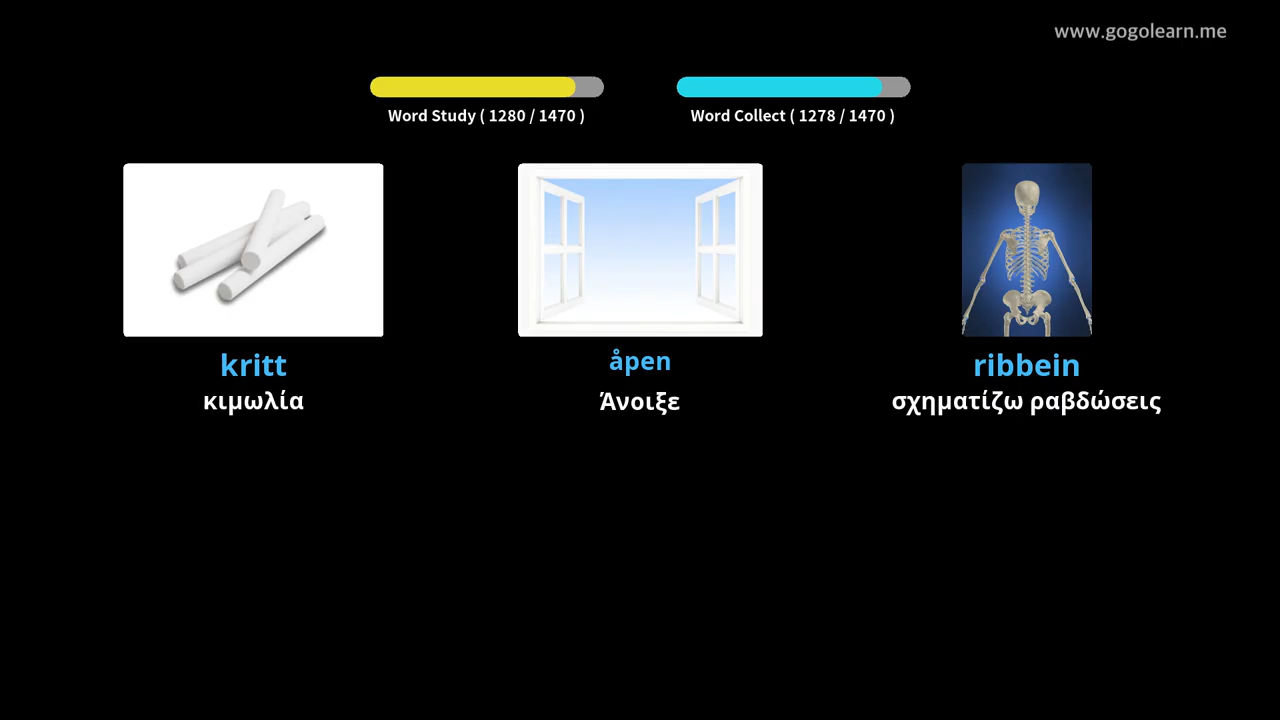 www.gogolearn.me
Word Study ( 1280 / 1470 )
Word Collect ( 1278 / 1470 )
kritt
κιμωλία
åpen
Άνοιξε
ribbein
σχηματίζω ραβδώσεις